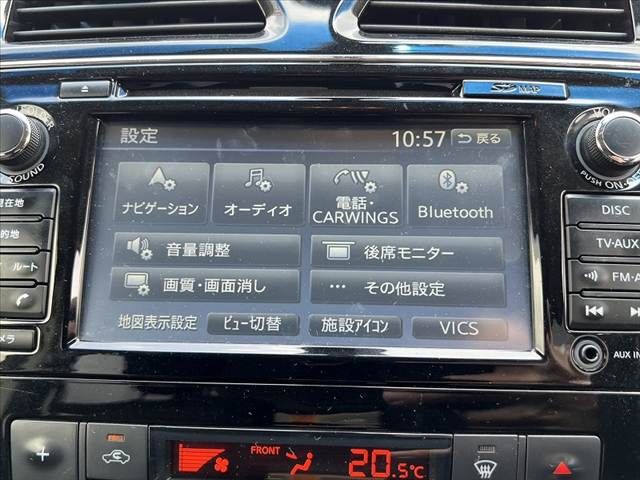 SD MAP
PUSH ON
設定
10:57
戻る
ナビゲーション
オーディオ
電話・
CARWINGS
Bluetooth
音量調整
後席モニター
画質・画面消し
その他設定
地図表示設定
ビュー切替
施設アイコン
VICS
現在地
的地
ルート
DISC
TV-AUX
FM-A
AUX IN
FRONT
20.5℃